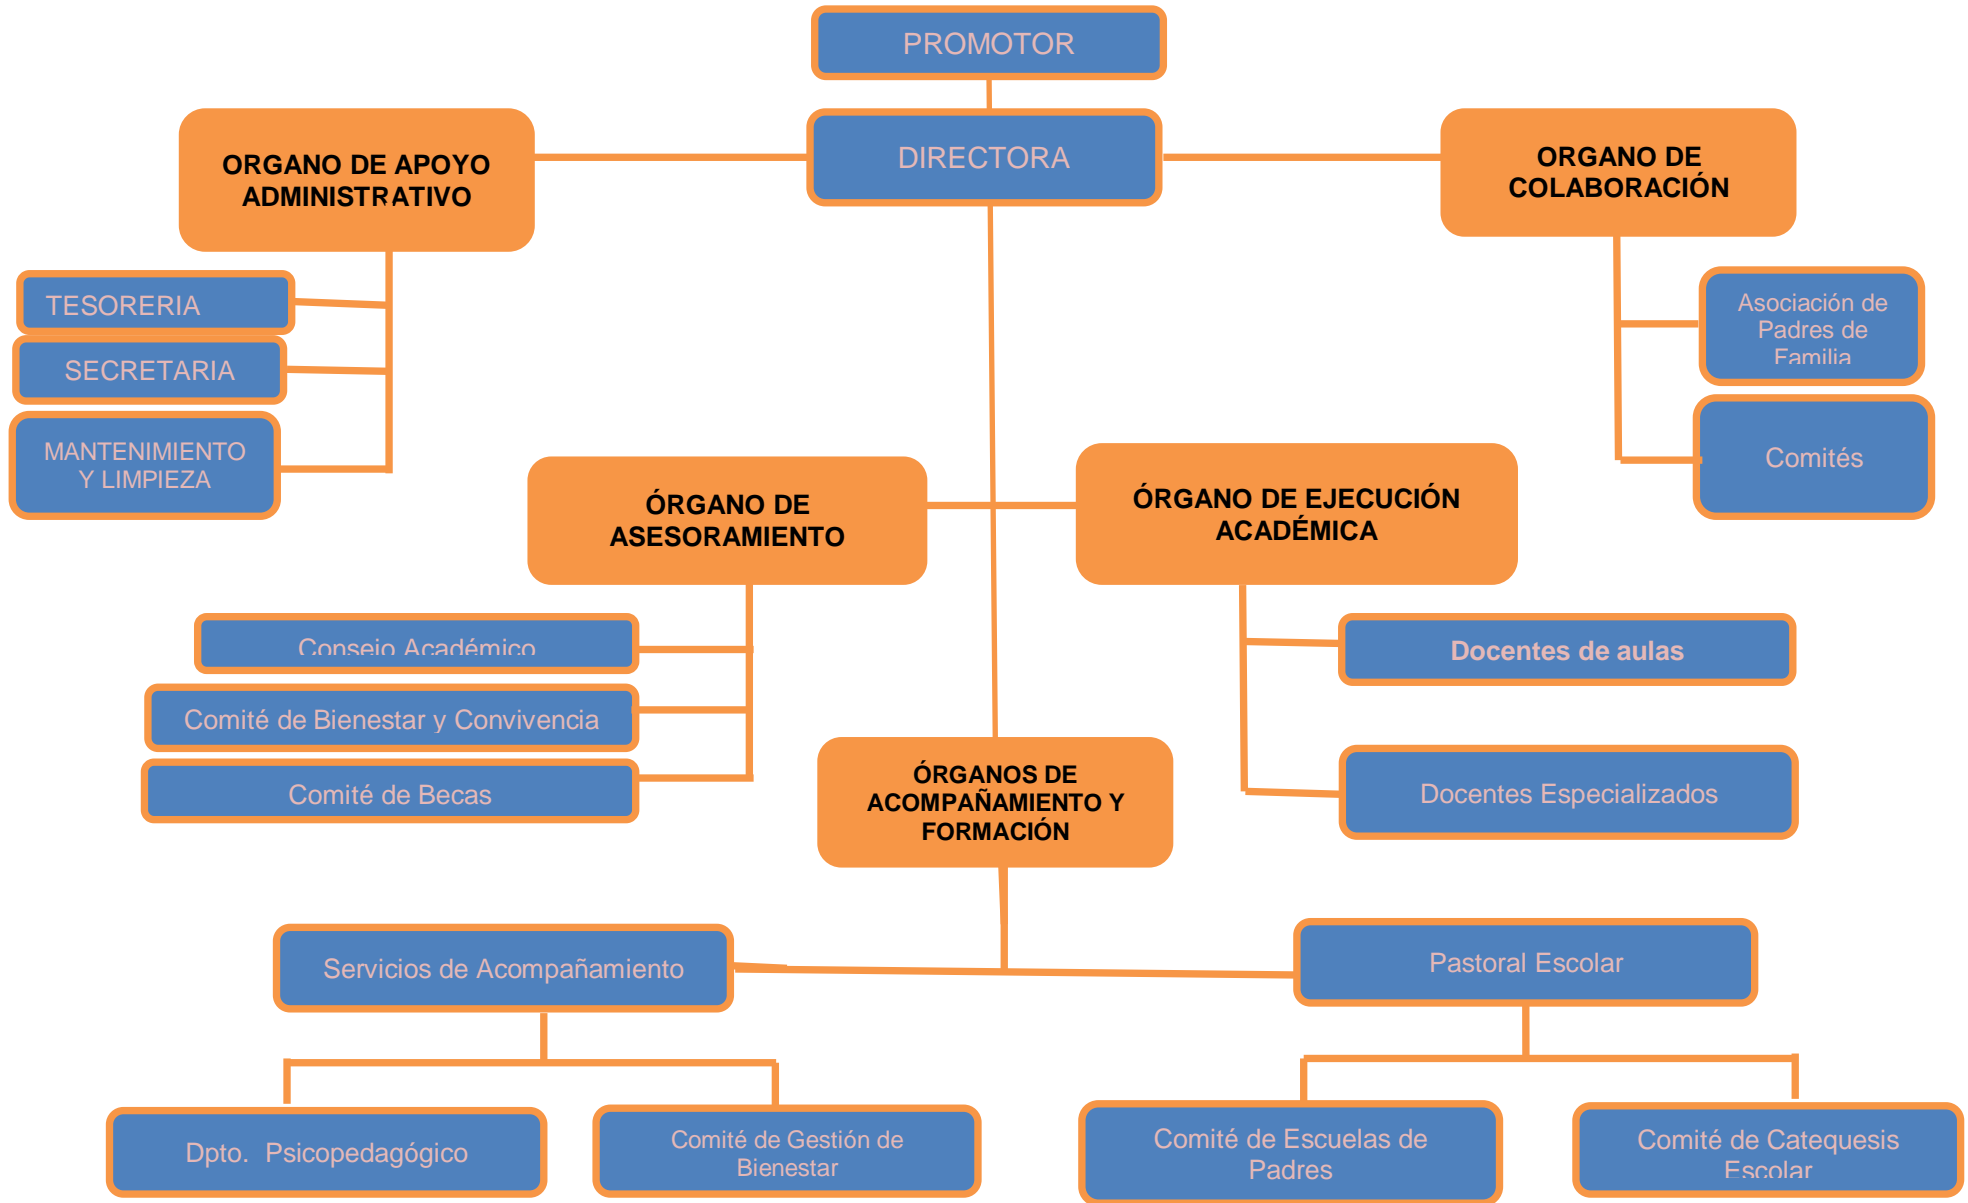 PROMOTOR
DIRECTORA
ORGANO DE APOYO
ADMINISTRATIVO
ORGANO DE
COLABORACIÓN
TESORERIA
SECRETARIA
MANTENIMIENTO
Y LIMPIEZA
Asociación de
Padres de
Familia
Comités
ÓRGANO DE
ASESORAMIENTO
ÓRGANO DE EJECUCIÓN
ACADÉMICA
Consejo Académico
Comité de Bienestar y Convivencia
Comité de Becas
Docentes de aulas
Docentes Especializados
ÓRGANOS DE
ACOMPAÑAMIENTO Y
FORMACIÓN
Servicios de Acompañamiento
Pastoral Escolar
Dpto. Psicopedagógico
Comité de Gestión de
Bienestar
Comité de Escuelas de
Padres
Comité de Catequesis
Escolar